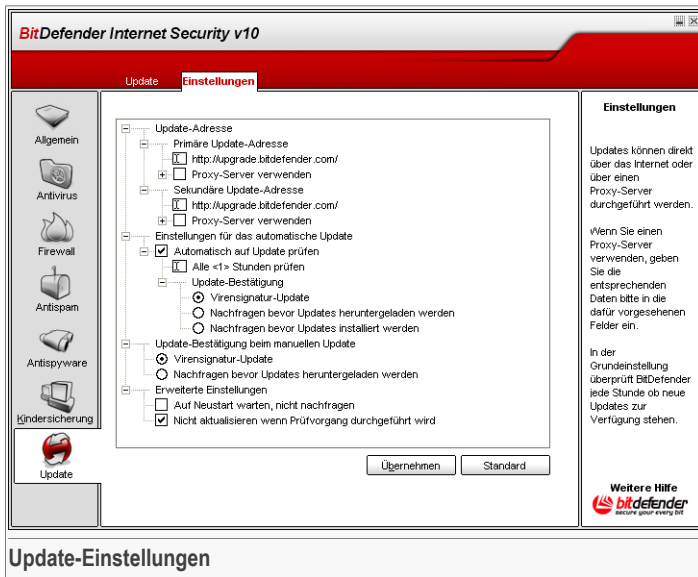 BitDefender Internet Security v10
Update
Einstellungen
Allgemein
Antivirus
Firewall
Antispam
Antispyware
Kindersicherung
Update
Update-Adresse
Primäre Update-Adresse
http://upgrade.bitdefender.com/
Proxy-Server verwenden
Sekundäre Update-Adresse
http://upgrade.bitdefender.com/
Proxy-Server verwenden
Einstellungen für das automatische Update
Automatisch auf Update prüfen
Alle <1> Stunden prüfen
Update-Bestätigung
Virensignatur-Update
Nachfragen bevor Updates heruntergeladen werden
Nachfragen bevor Updates installiert werden
Update-Bestätigung beim manuellen Update
Virensignatur-Update
Nachfragen bevor Updates heruntergeladen werden
Erweiterte Einstellungen
Auf Neustart warten, nicht nachfragen
Nicht aktualisieren wenn Prüfvorgang durchgeführt wird
Übernehmen
Standard
Einstellungen
Updates können direkt
über das Internet oder
über einen
Proxy-Server
durchgeführt werden.
Wenn Sie einen
Proxy-Server
verwenden, geben
Sie die
entsprechenden
Daten bitte in die
dafür vorgesehenen
Felder ein.
In der
Grundeinstellung
überprüft BitDefender
jede Stunde ob neue
Updates zur
Verfügung stehen.
Weitere Hilfe
bitdefender
secure your every bit
Update-Einstellungen